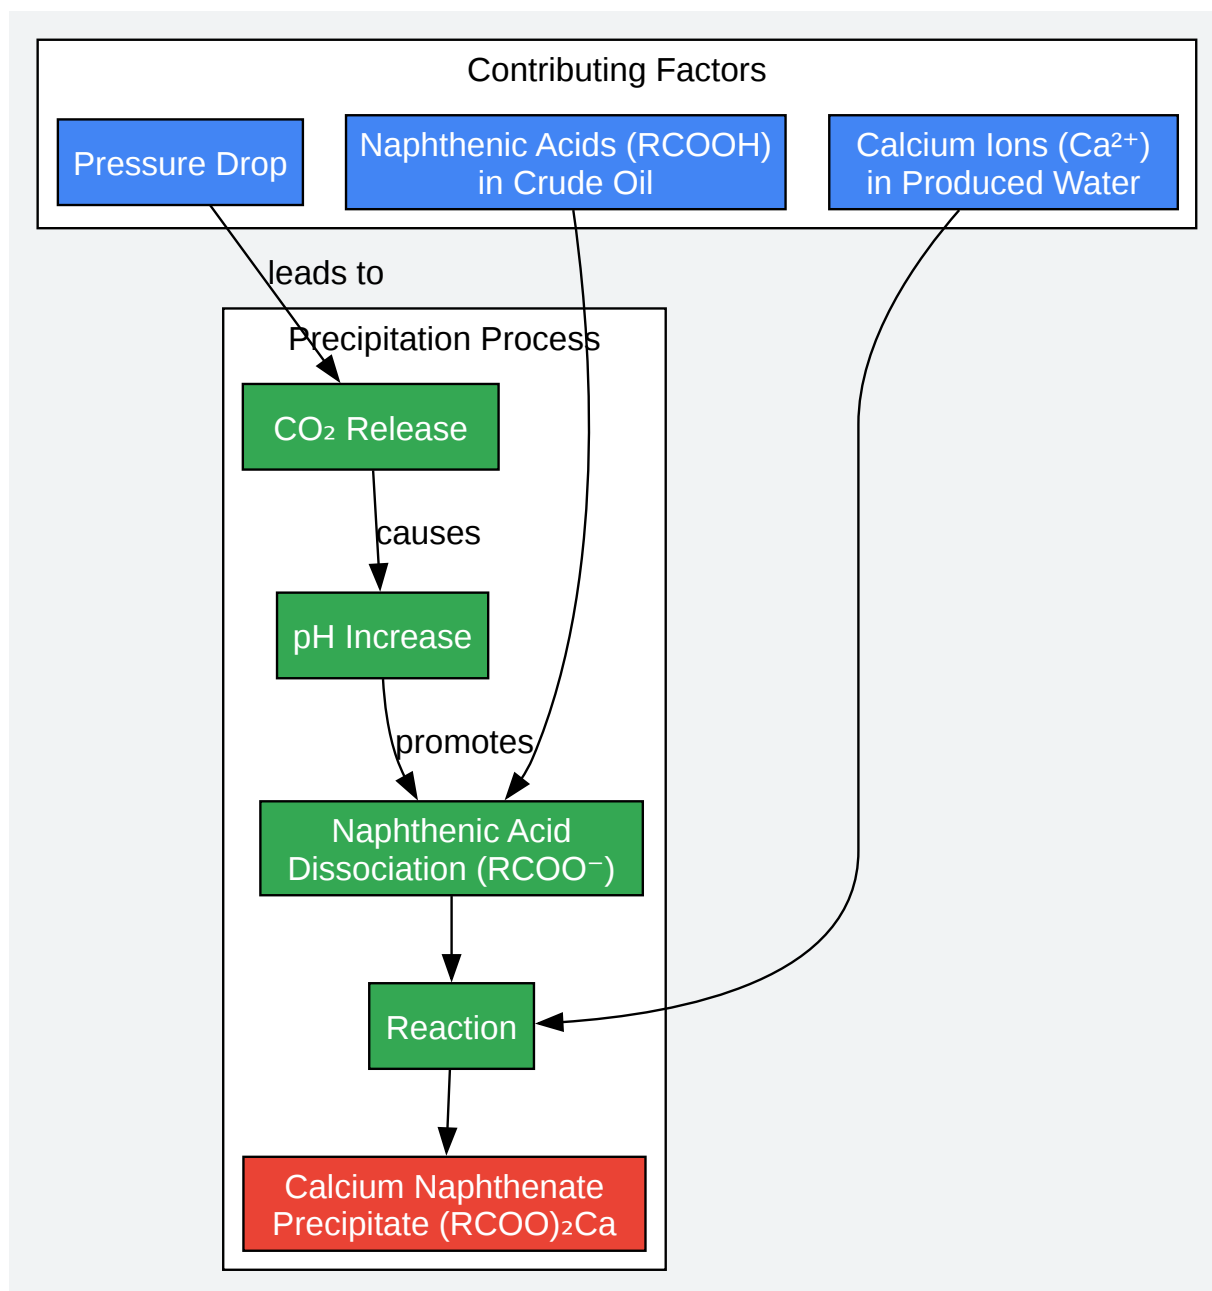 Contributing Factors
Pressure Drop
Naphthenic Acids (RCOOH)
in Crude Oil
Calcium Ions (Ca²⁺)
in Produced Water
leads to
Precipitation Process
CO₂ Release
causes
pH Increase
promotes
Naphthenic Acid
Dissociation (RCOO⁻)
Reaction
Calcium Naphthenate
Precipitate (RCOO)₂Ca